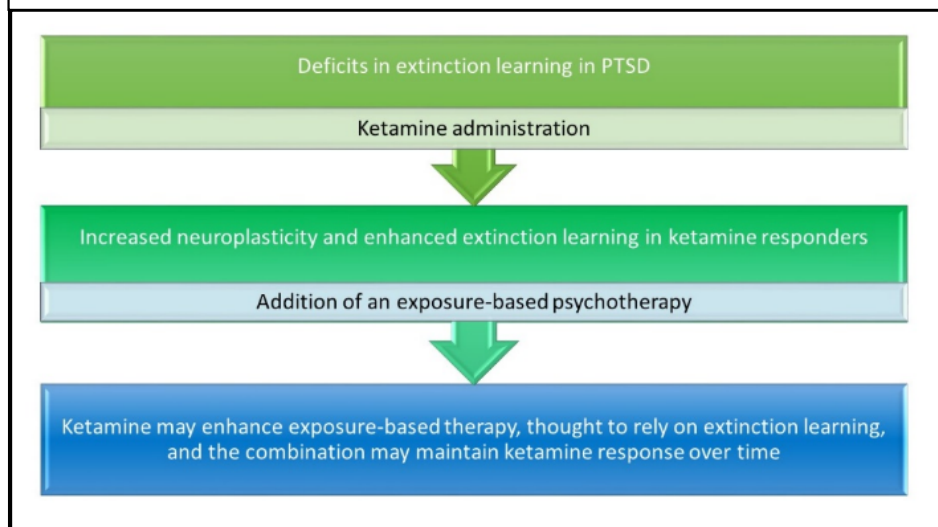 Deficits in extinction learning in PTSD
Ketamine administration
Increased neuroplasticity and enhanced extinction learning in ketamine responders
Addition of an exposure-based psychotherapy
Ketamine may enhance exposure-based therapy, thought to rely on extinction learning,
and the combination may maintain ketamine response over time